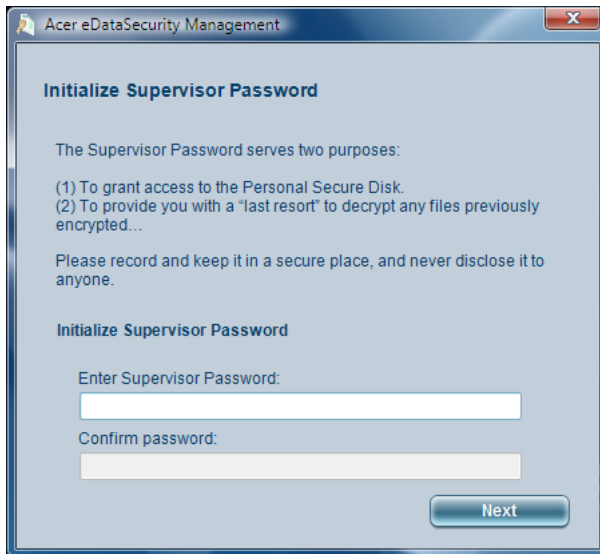 Acer eDataSecurity Management
Initialize Supervisor Password
The Supervisor Password serves two purposes:
(1) To grant access to the Personal Secure Disk.
(2) To provide you with a “last resort” to decrypt any files previously
encrypted...
Please record and keep it in a secure place, and never disclose it to
anyone.
Initialize Supervisor Password
Enter Supervisor Password:
Confirm password:
Next